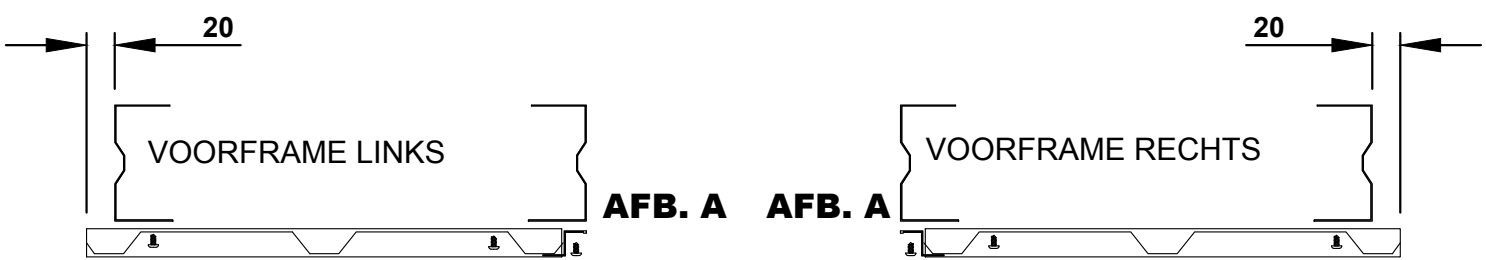 20 20
VOORFRAME LINKS VOORFRAME RECHTS
AFB. A AFB. A